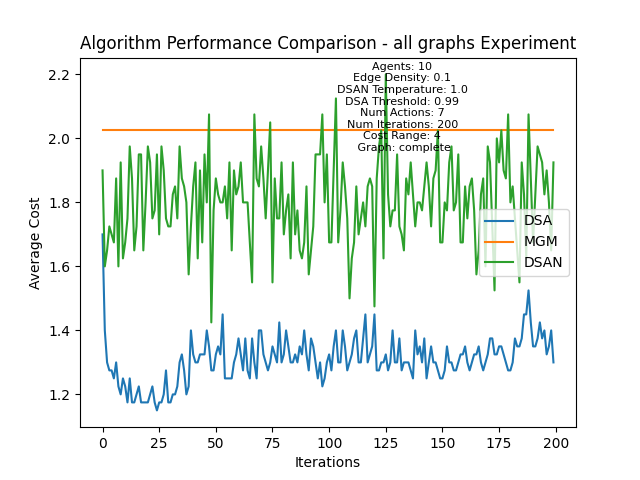 Algorithm Performance Comparison - all graphs Experiment
Agents: 10
Edge Density: 0.1
DSAN Temperature: 1.0
DSA Threshold: 0.99
Num Actions: 7
Num Iterations: 200
Cost Range: 4
Graph: complete
2.2
2.0
1.8
1.6
1.4
1.2
Average Cost
DSA
MGM
DSAN
0
25
50
75
100
125
150
175
200
Iterations